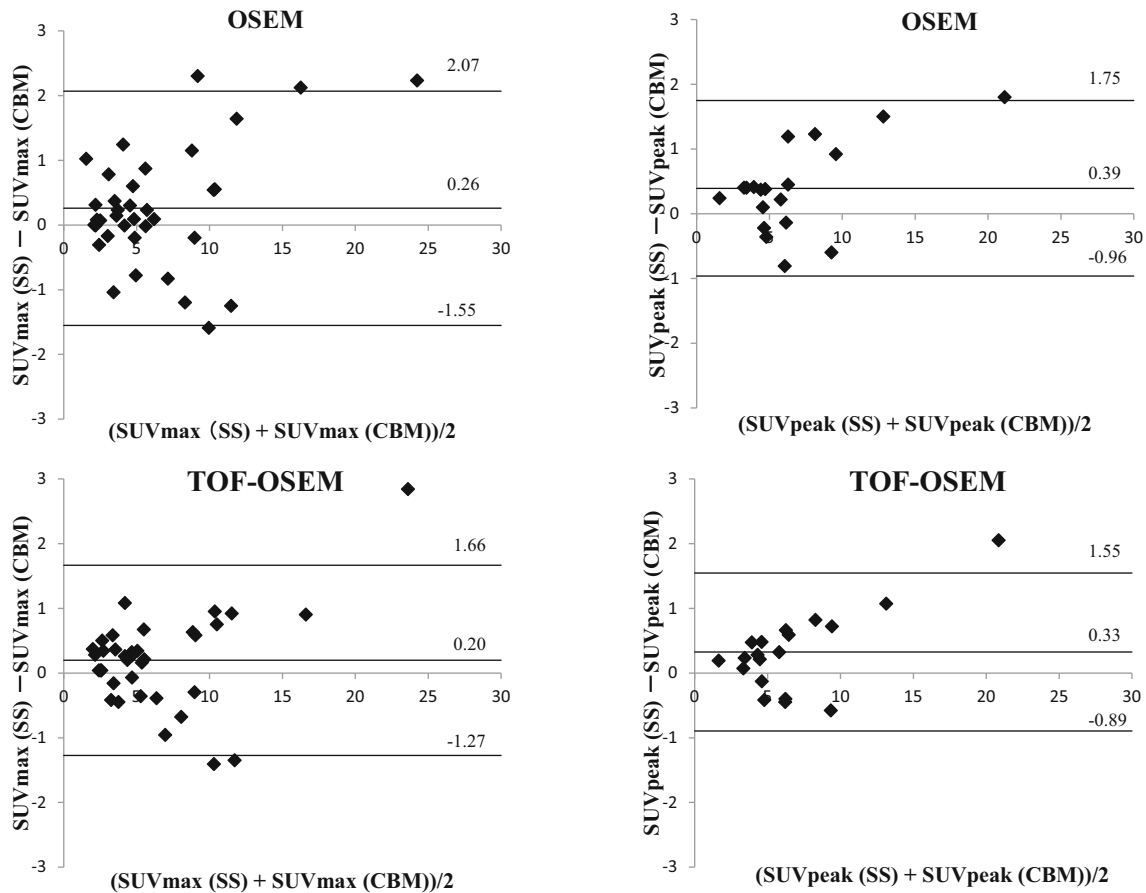 OSEM
SUVmax (SS) — SUVmax (CBM)
3
2
1
0
-1
-2
-3
0 5 10 15 20 25 30
2.07
0.26
-1.55
(SUVmax (SS) + SUVmax (CBM))/2
OSEM
SUVpeak (SS) —SUVpeak (CBM)
3
2
1
0
-1
-2
-3
0 5 10 15 20 25 30
1.75
0.39
-0.96
(SUVpeak (SS) + SUVpeak (CBM))/2
TOF-OSEM
SUVmax (SS) —SUVmax (CBM)
3
2
1
0
-1
-2
-3
0 5 10 15 20 25 30
1.66
0.20
-1.27
(SUVmax (SS) + SUVmax (CBM))/2
TOF-OSEM
SUVpeak (SS) —SUVpeak (CBM)
3
2
1
0
-1
-2
-3
0 5 10 15 20 25 30
1.55
0.33
-0.89
(SUVpeak (SS) + SUVpeak (CBM))/2